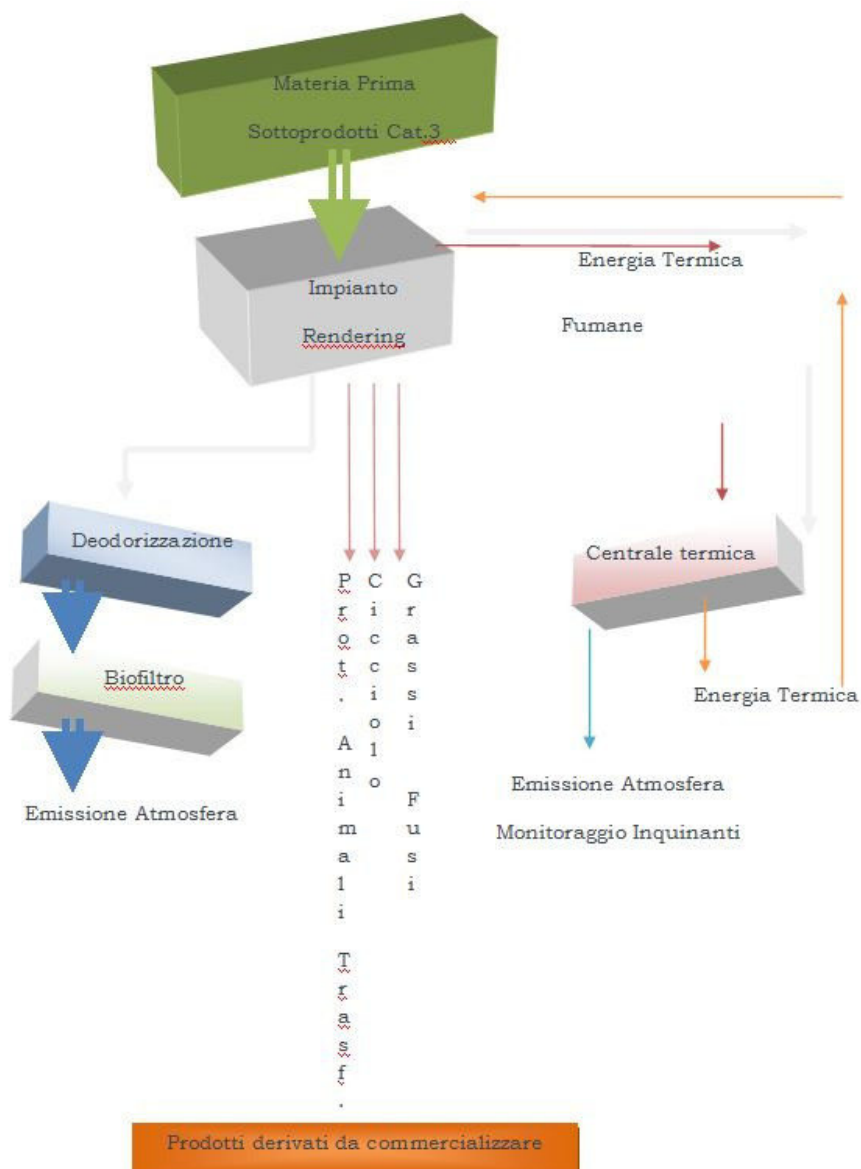 Materia Prima
Sottoprodotti Cat.3
Impianto
Rendering
Energia Termica
Fumane
Deodorizzazione
Biofiltro
Emissione Atmosfera
Prot. Animali Trasf.
Cicciolo
Grassi Fusi
Centrale termica
Energia Termica
Emissione Atmosfera
Monitoraggio Inquinanti
Prodotti derivati da commercializzare